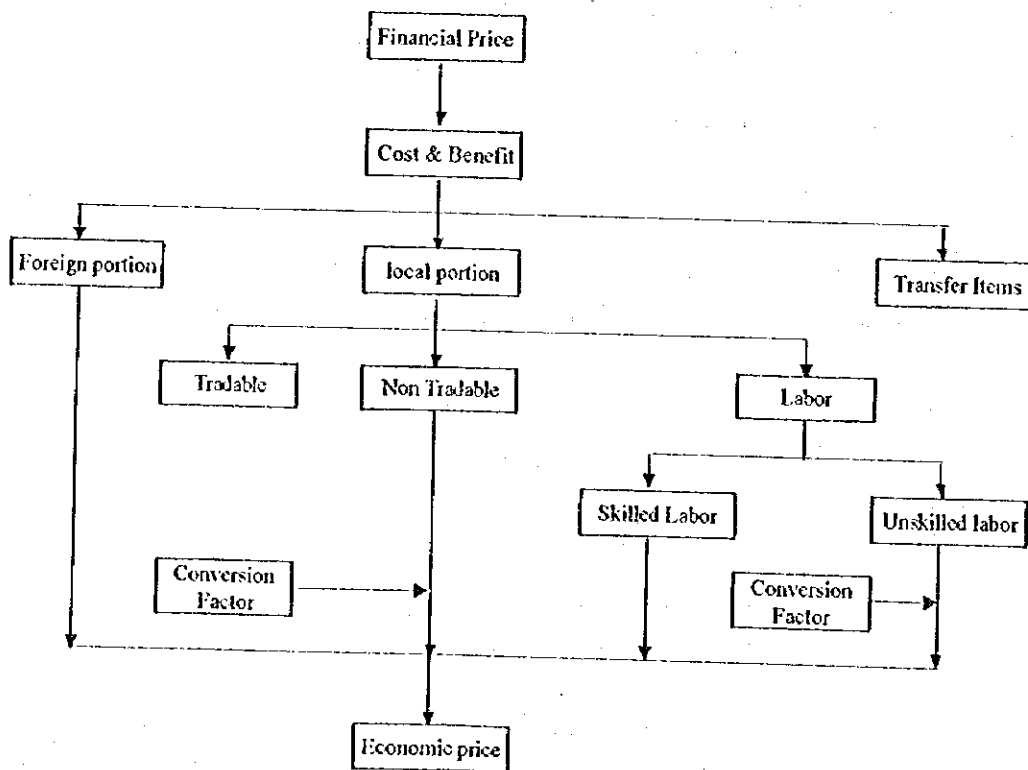 Financial Price
Cost & Benefit
Foreign portion
local portion
Transfer Items
Tradable
Non Tradable
Labor
Skilled Labor
Unskilled labor
Conversion
Factor
Conversion
Factor
Economic price